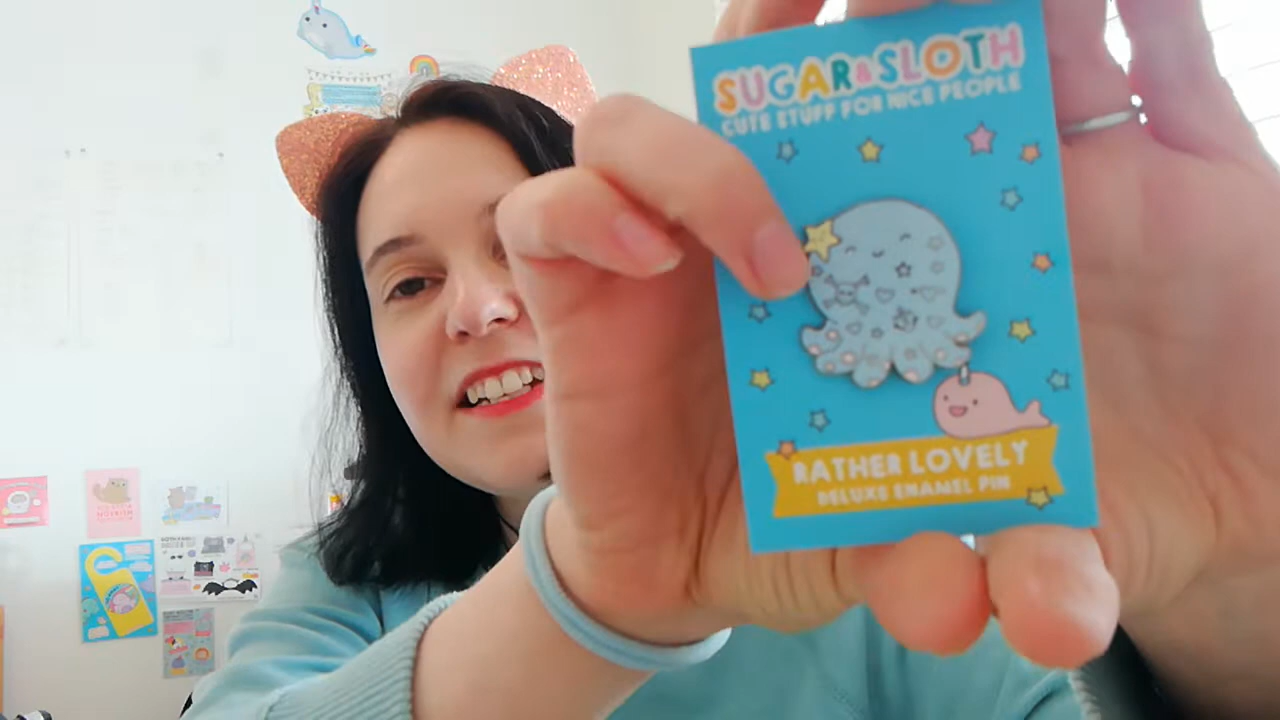 SUGAR & SLOTH
CUTE STUFF FOR NICE PEOPLE
RATHER LOVELY
DELUXE ENAMEL PIN